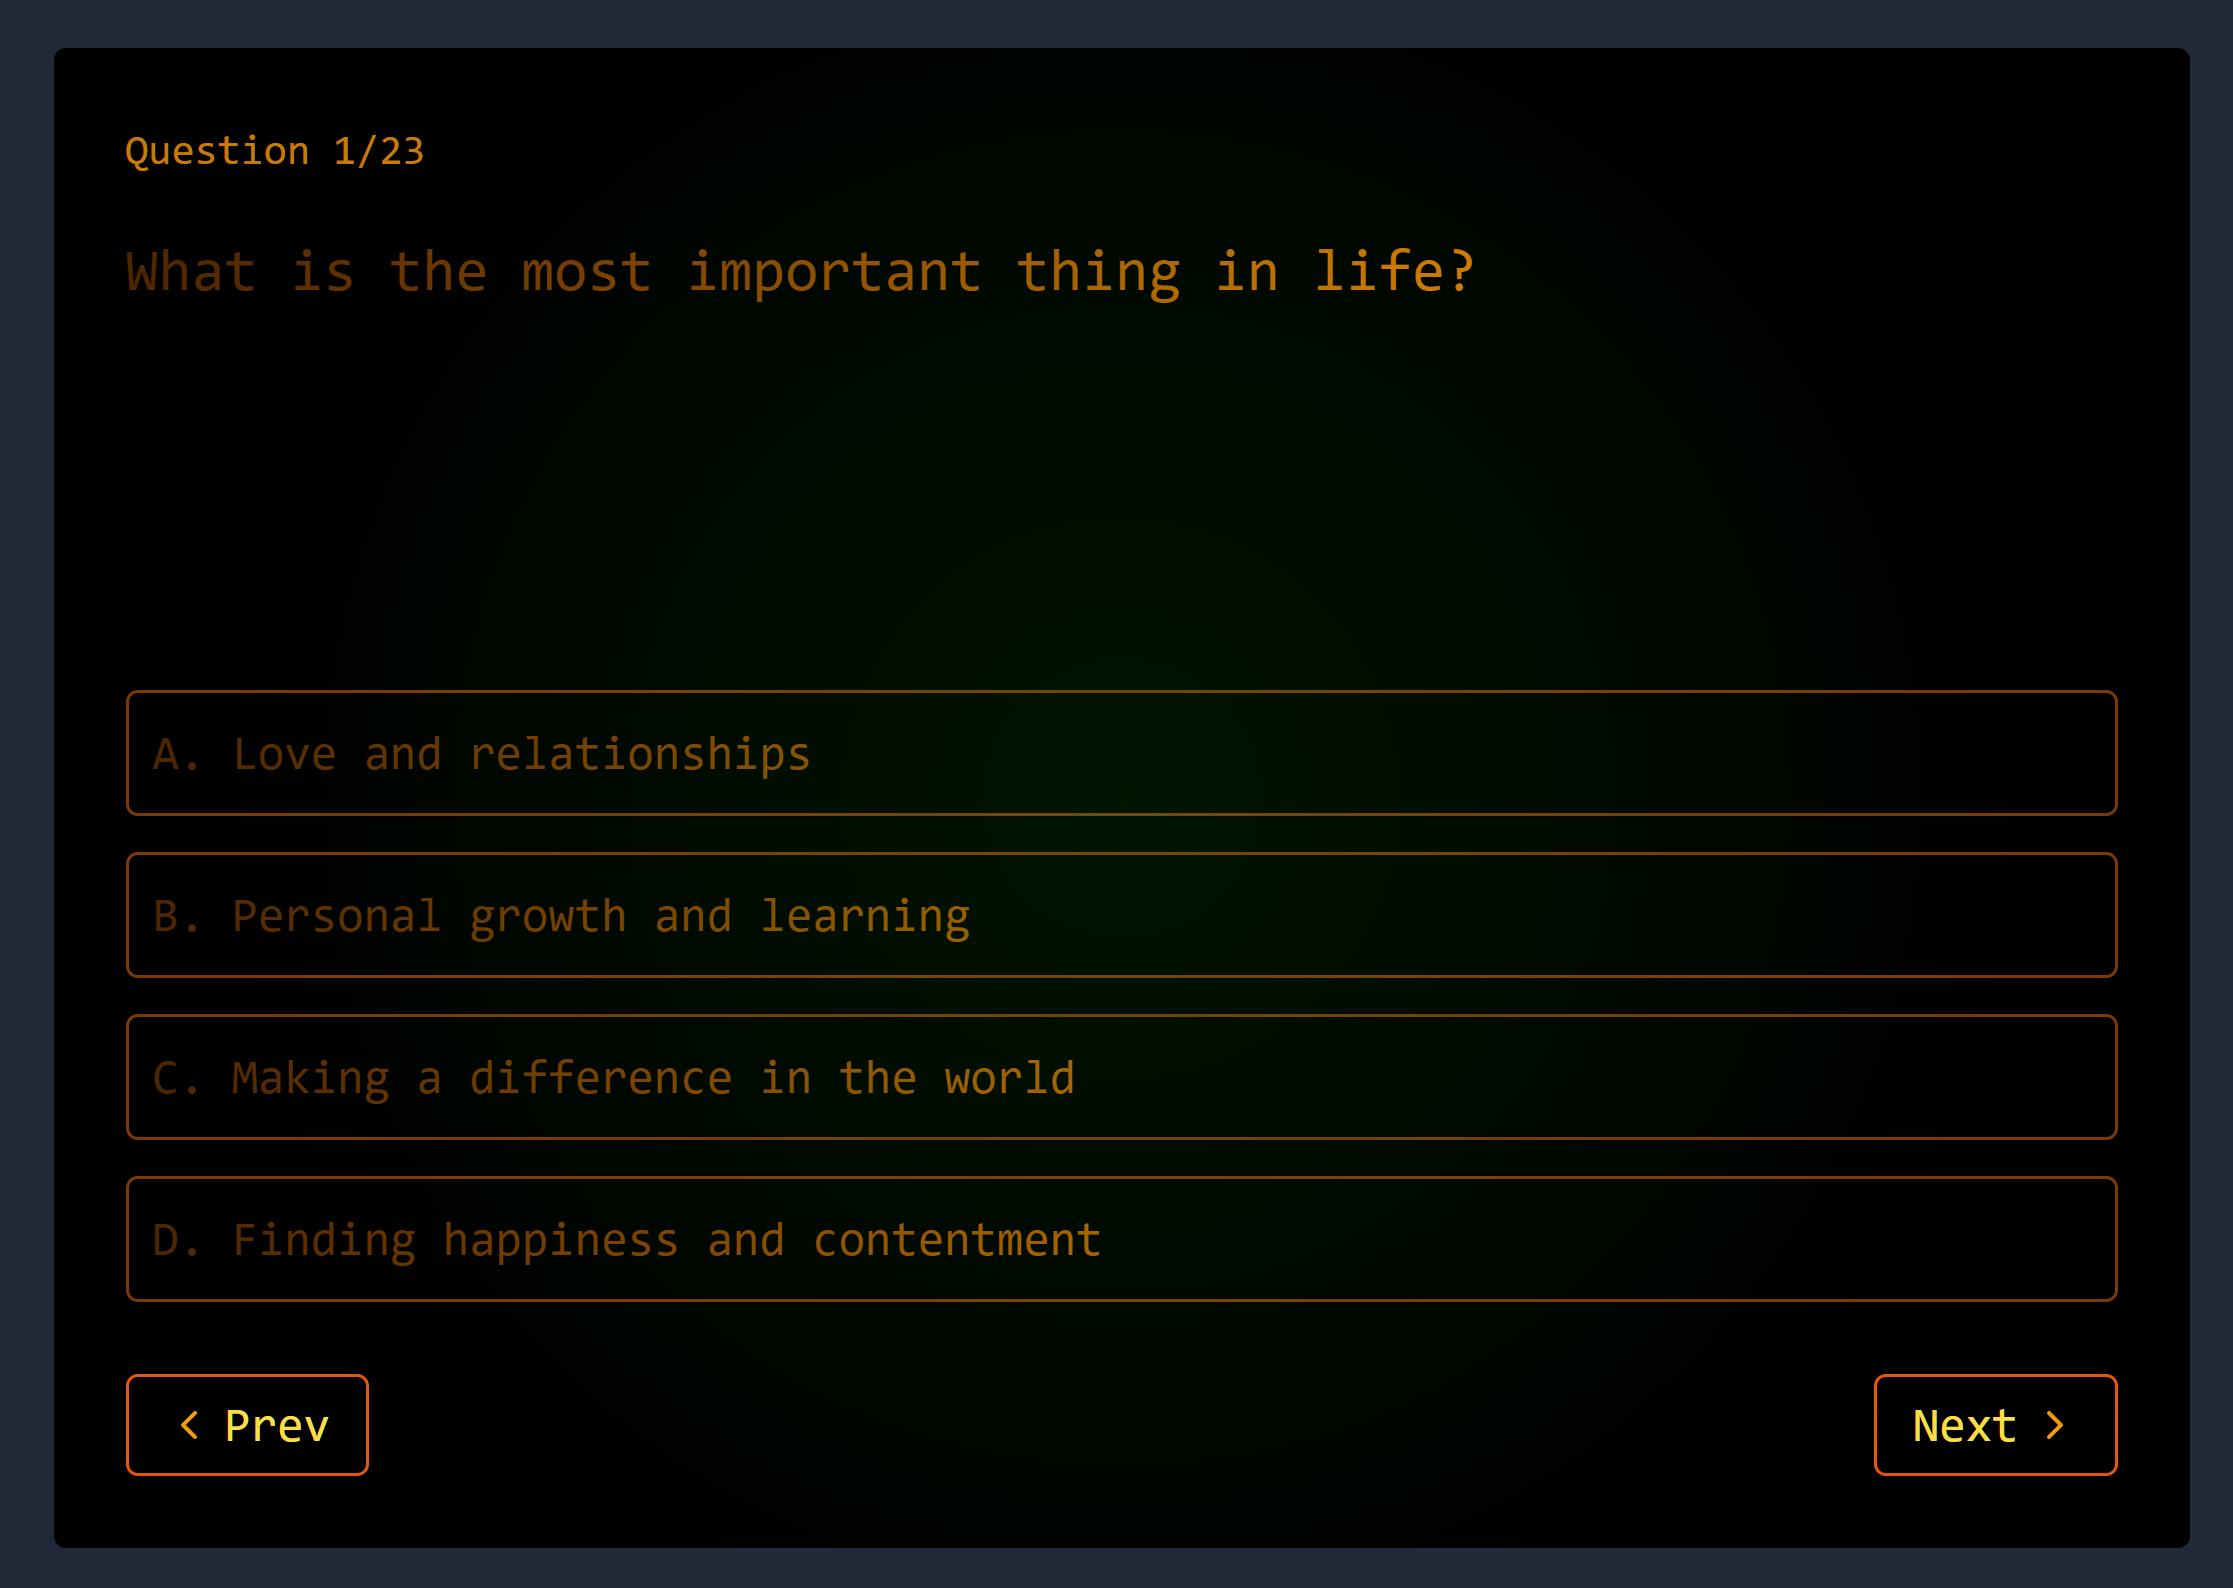 Question 1/23
What is the most important thing in life?
A. Love and relationships
B. Personal growth and learning
C. Making a difference in the world
D. Finding happiness and contentment
Prev
Next